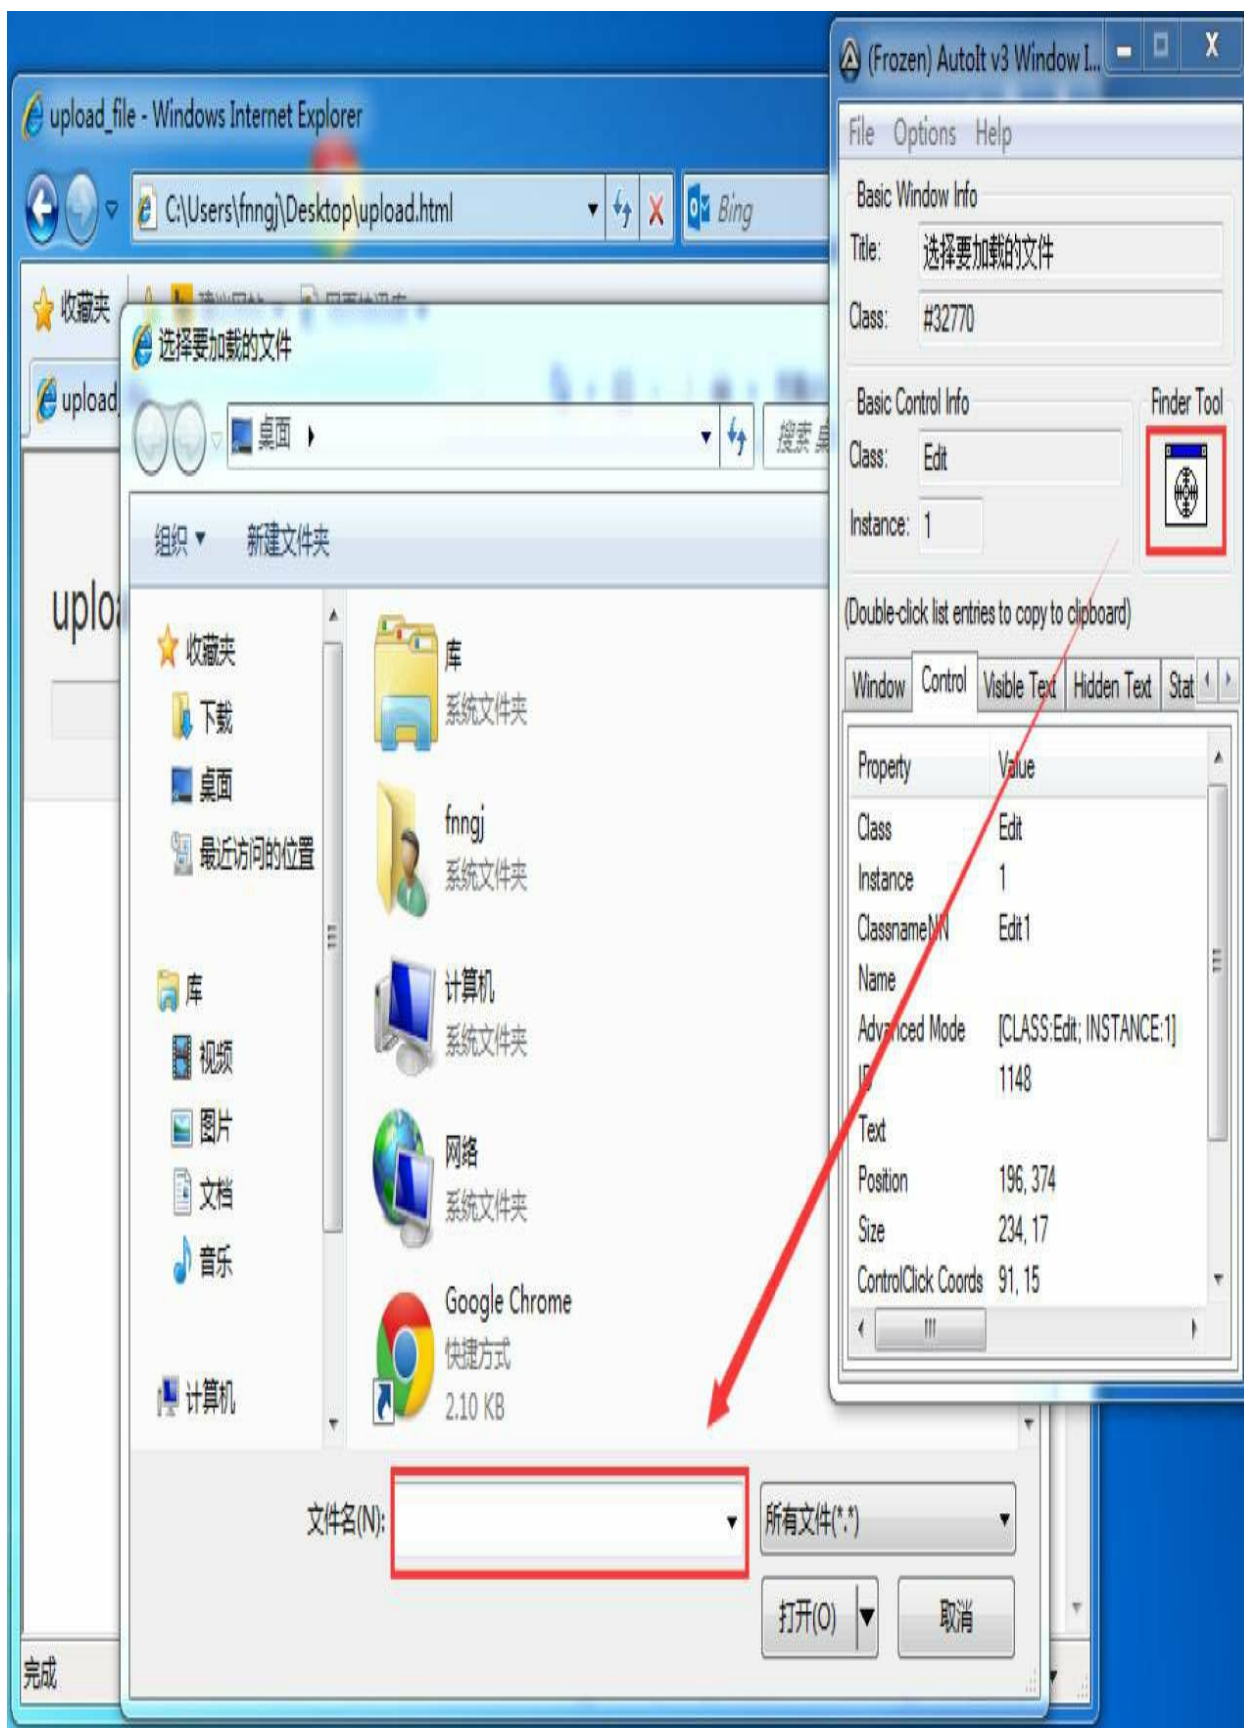 (Frozen) AutoIt v3 Window I...
upload_file - Windows Internet Explorer
C:\Users\fnngj\Desktop\upload.html
Bing
收藏夹
upload_
uploa
选择要加载的文件
桌面
搜索 桌
组织
新建文件夹
收藏夹
下载
桌面
最近访问的位置
库
视频
图片
文档
音乐
计算机
库
系统文件夹
fnngj
系统文件夹
计算机
系统文件夹
网络
系统文件夹
Google Chrome
快捷方式
2.10 KB
文件名(N):
所有文件(*.*)
打开(O)
取消
完成
File Options Help
Basic Window Info
Title: 选择要加载的文件
Class: #32770
Basic Control Info
Finder Tool
Class: Edit
Instance: 1
(Double-click list entries to copy to clipboard)
Window Control Visible Text Hidden Text Stat
Property Value
Class Edit
Instance 1
ClassnameNN Edit1
Name
Advanced Mode [CLASS:Edit; INSTANCE:1]
ID 1148
Text
Position 196, 374
Size 234, 17
ControlClick Coords 91, 15